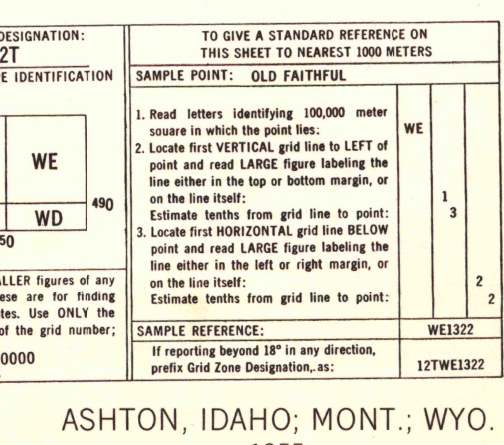 DESIGNATION:
2T
E IDENTIFICATION
WE
490
WD
50
ALLER figures of any
ese are for finding
tes. Use ONLY the
of the grid number;
0000
TO GIVE A STANDARD REFERENCE ON
THIS SHEET TO NEAREST 1000 METERS
SAMPLE POINT: OLD FAITHFUL
1. Read letters identifying 100,000 meter
square in which the point lies: WE
2. Locate first VERTICAL grid line to LEFT of
point and read LARGE figure labeling the
line either in the top or bottom margin, or
on the line itself: 1
Estimate tenths from grid line to point: 3
3. Locate first HORIZONTAL grid line BELOW
point and read LARGE figure labeling the
line either in the left or right margin, or
on the line itself: 2
Estimate tenths from grid line to point: 2
SAMPLE REFERENCE: WE1322
If reporting beyond 18° in any direction,
prefix Grid Zone Designation, as: 12TWE1322
ASHTON, IDAHO; MONT.; WYO.